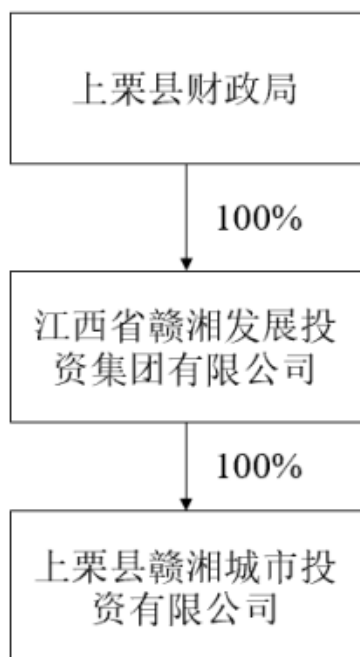 上栗县财政局
100%
江西省赣湘发展投
资集团有限公司
100%
上栗县赣湘城市投
资有限公司